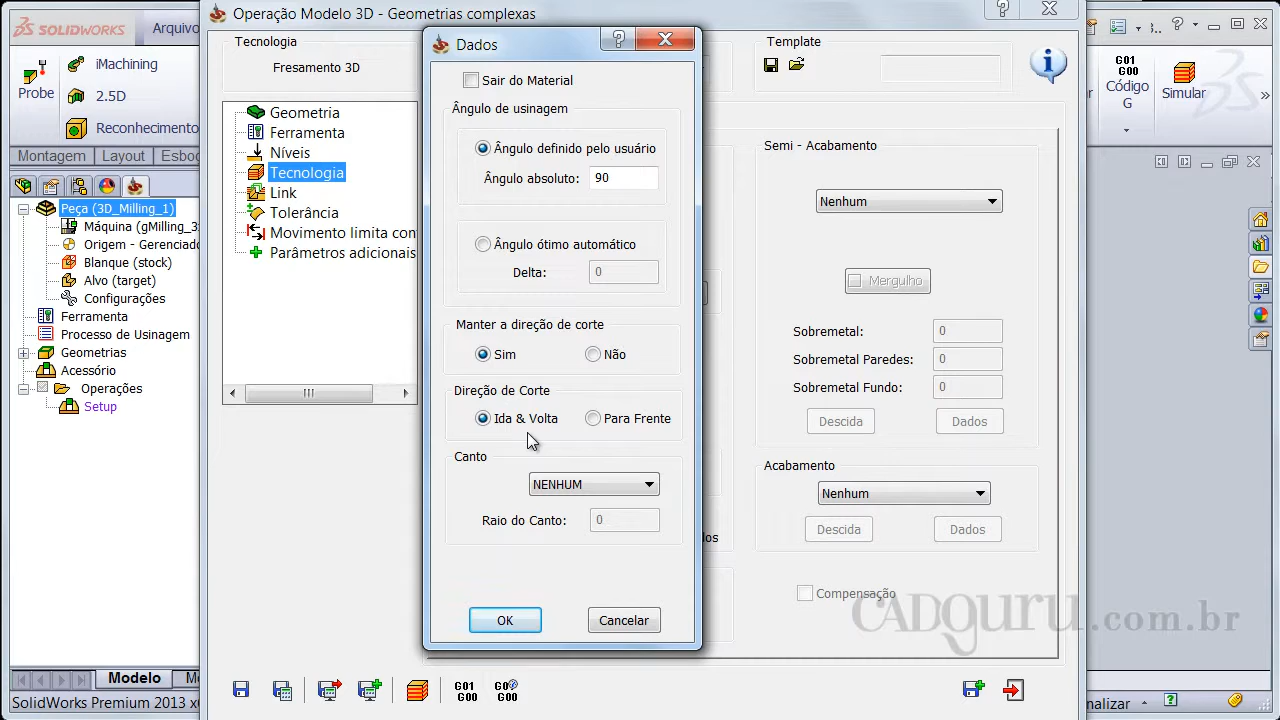 SOLIDWORKS
Arquivo
Operação Modelo 3D - Geometrias complexas
Probe
iMachining
2.5D
Reconhecimento
Montagem
Layout
Esbo
Peça (3D_Milling_1)
Máquina (gMilling_3
Origem - Gerenciad
Blanque (stock)
Alvo (target)
Configurações
Ferramenta
Processo de Usinagem
Geometrias
Acessório
Operações
Setup
Modelo
SolidWorks Premium 2013 x
Tecnologia
Fresamento 3D
Geometria
Ferramenta
Níveis
Tecnologia
Link
Tolerância
Movimento limita con
Parâmetros adicionais
Dados
Sair do Material
Ângulo de usinagem
Ângulo definido pelo usuário
Ângulo absoluto: 90
Ângulo ótimo automático
Delta: 0
Manter a direção de corte
Sim
Não
Direção de Corte
Ida & Volta
Para Frente
Canto
NENHUM
Raio do Canto: 0
OK
Cancelar
Template
Semi - Acabamento
Nenhum
Mergulho
Sobremetal: 0
Sobremetal Paredes: 0
Sobremetal Fundo: 0
Descida
Dados
Acabamento
Nenhum
Descida
Dados
Compensação
CADGURU.com.br
G01
G00
Código
G
Simular
G01
G00
nalizar